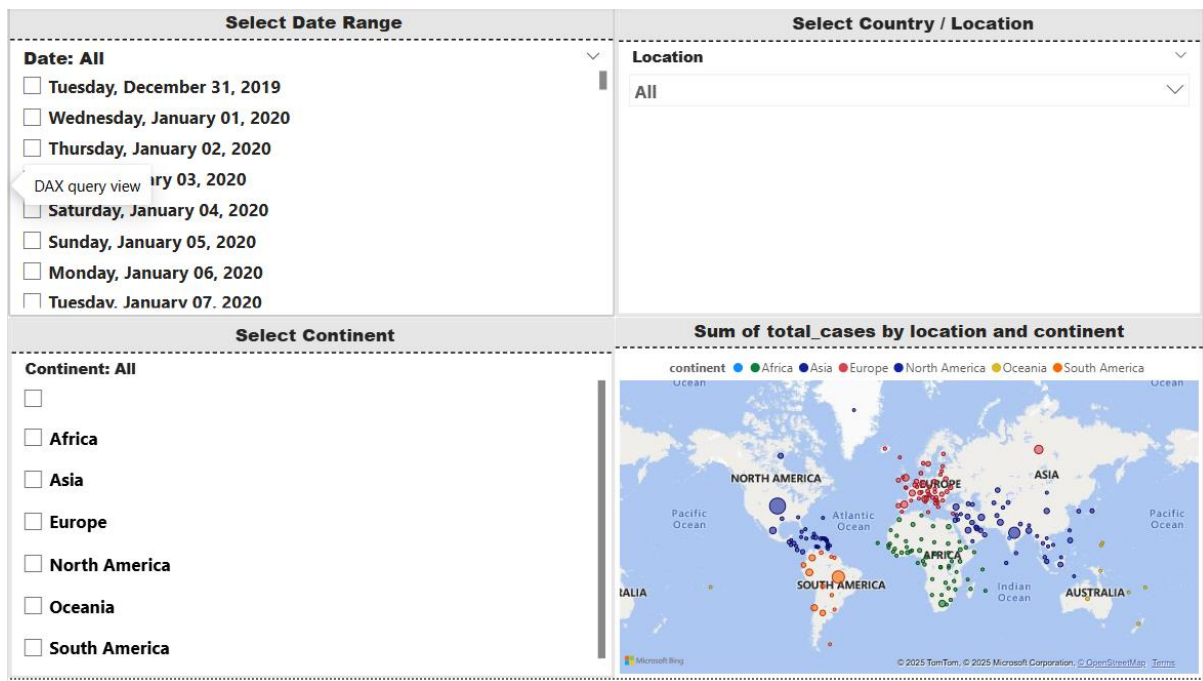 Select Date Range
Date: All
Tuesday, December 31, 2019
Wednesday, January 01, 2020
Thursday, January 02, 2020
DAX query view
ry 03, 2020
Saturday, January 04, 2020
Sunday, January 05, 2020
Monday, January 06, 2020
Tuesday, January 07, 2020
Select Country / Location
Location
All
Select Continent
Continent: All
Africa
Asia
Europe
North America
Oceania
South America
Sum of total_cases by location and continent
continent Africa Asia Europe North America Oceania South America
Ocean
Ocean
NORTH AMERICA
EUROPE
ASIA
Pacific
Ocean
Atlantic
Ocean
Pacific
Ocean
AFRICA
SOUTH AMERICA
Indian
Ocean
RALIA
AUSTRALIA
Microsoft Bing
© 2025 TomTom, © 2025 Microsoft Corporation, © OpenStreetMap Terms